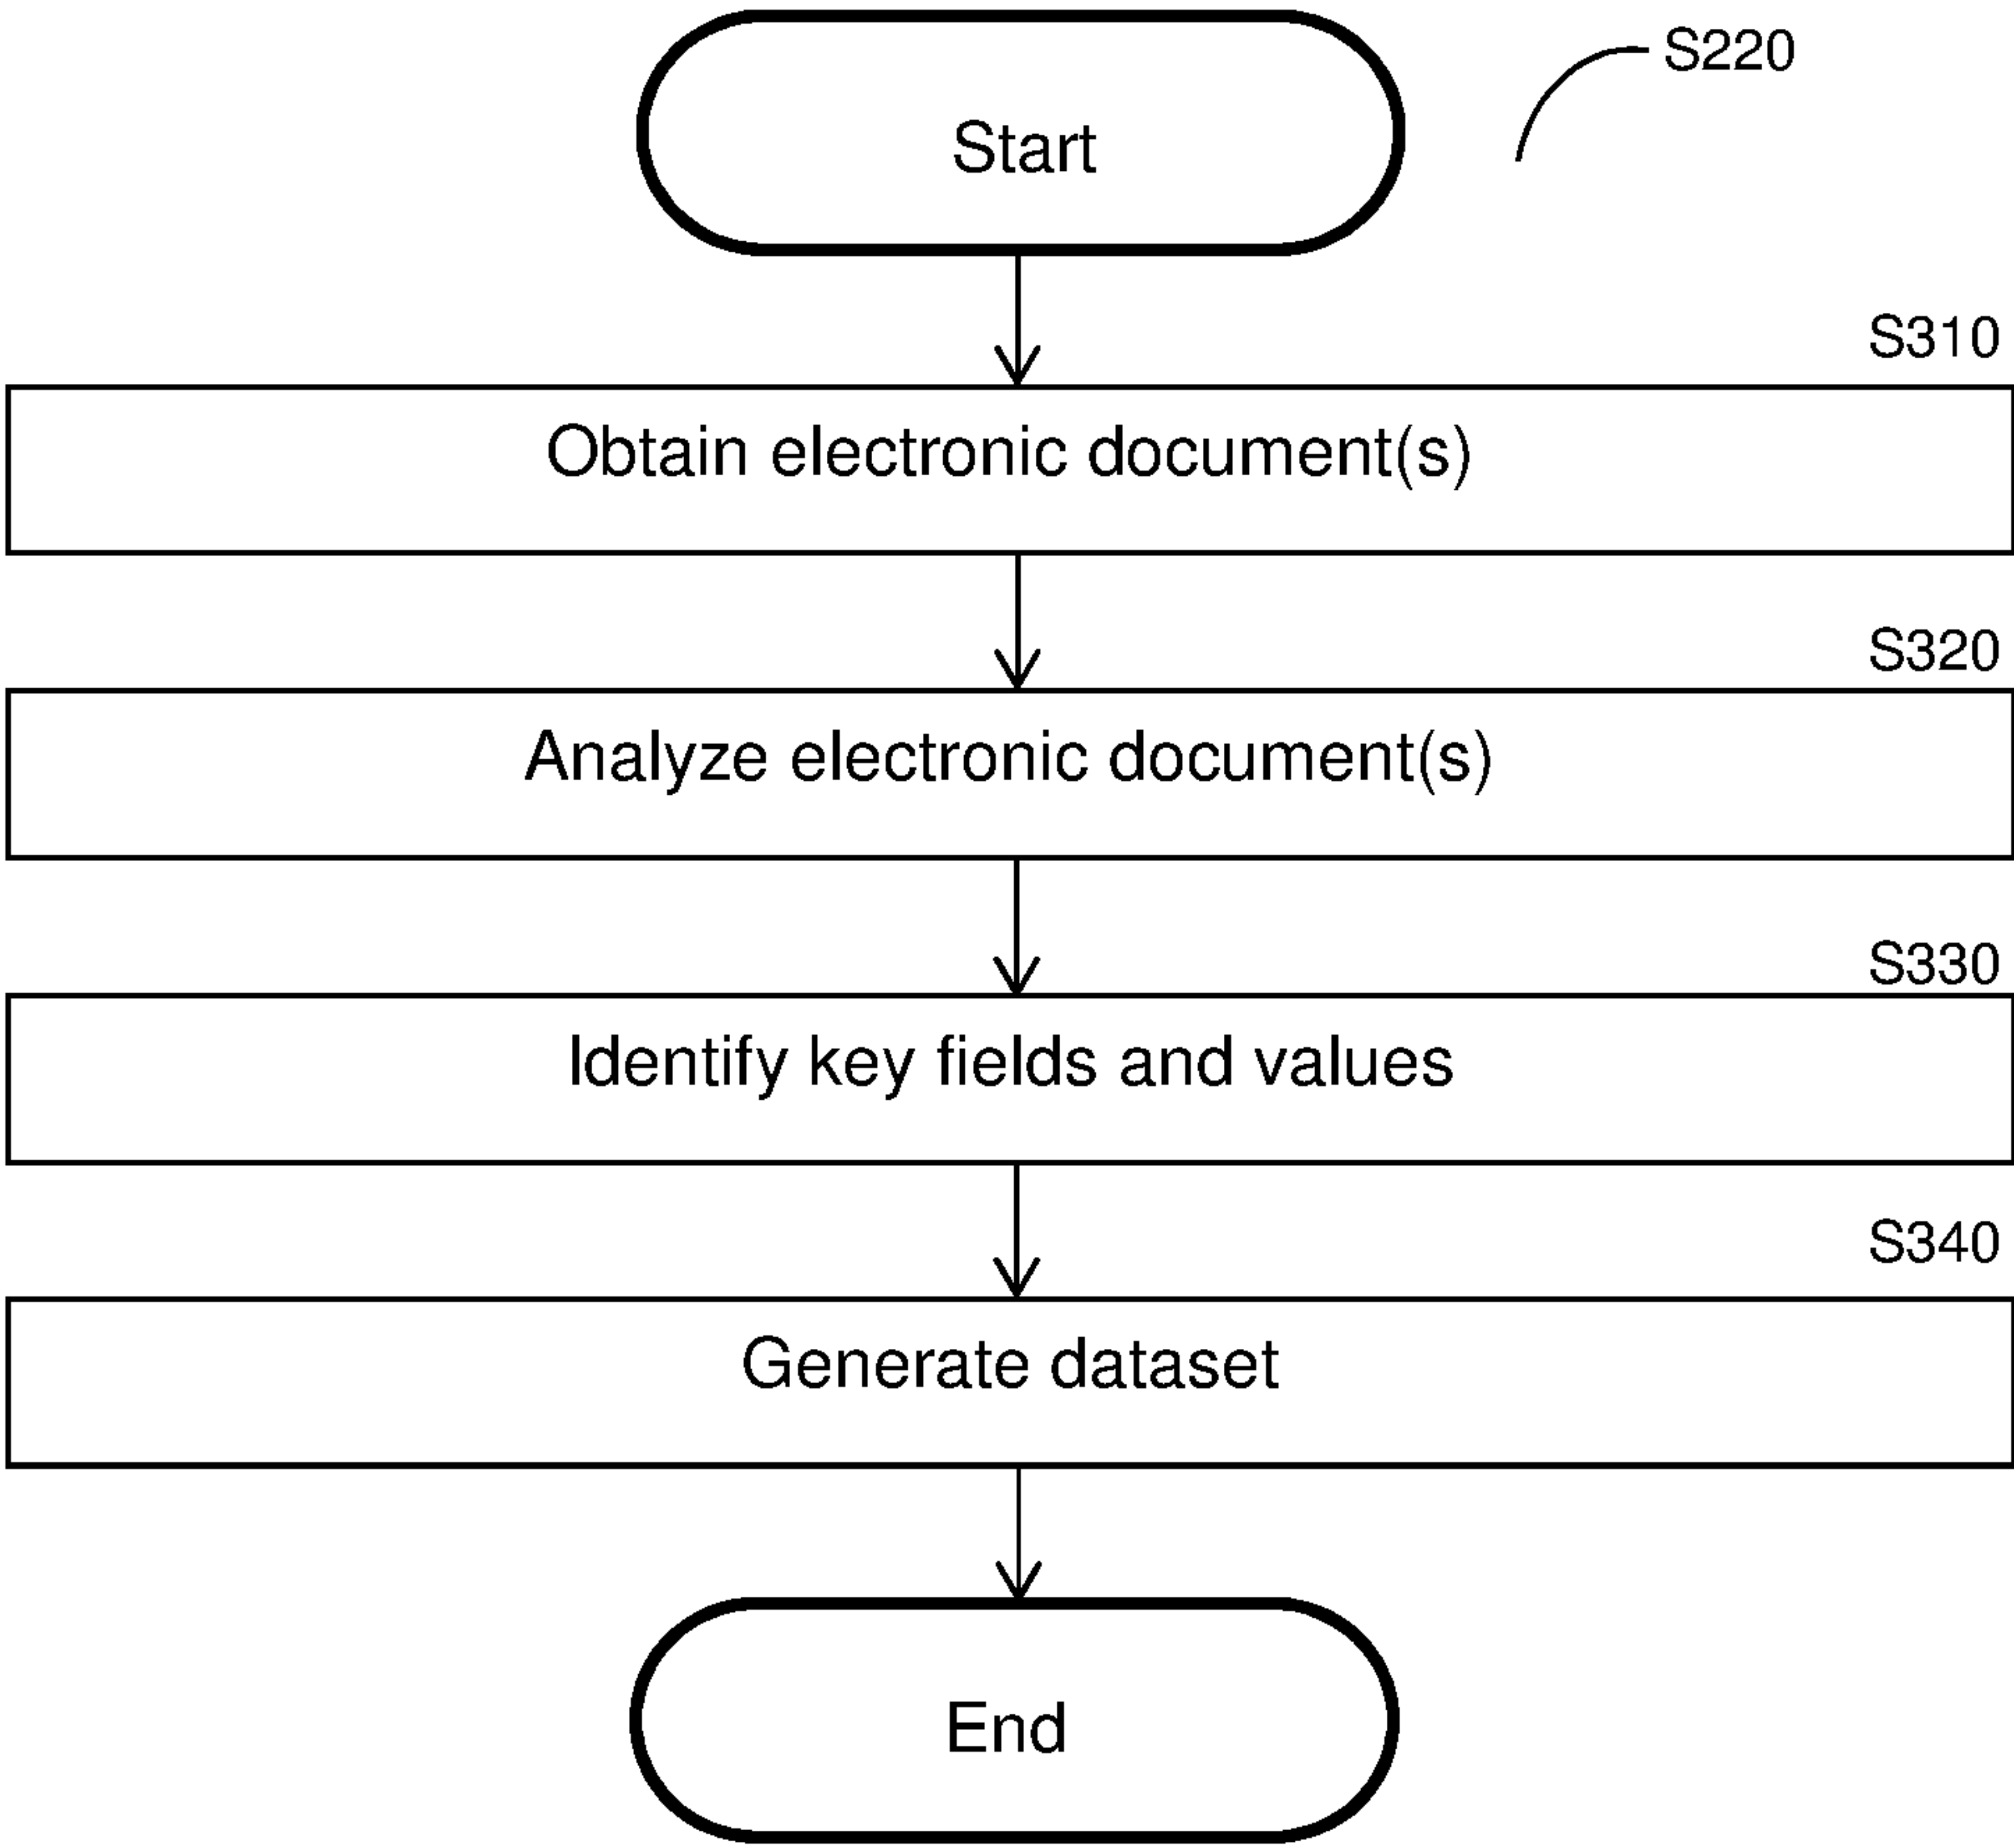 S220
Start
S310
Obtain electronic document(s)
S320
Analyze electronic document(s)
S330
Identify key fields and values
S340
Generate dataset
End